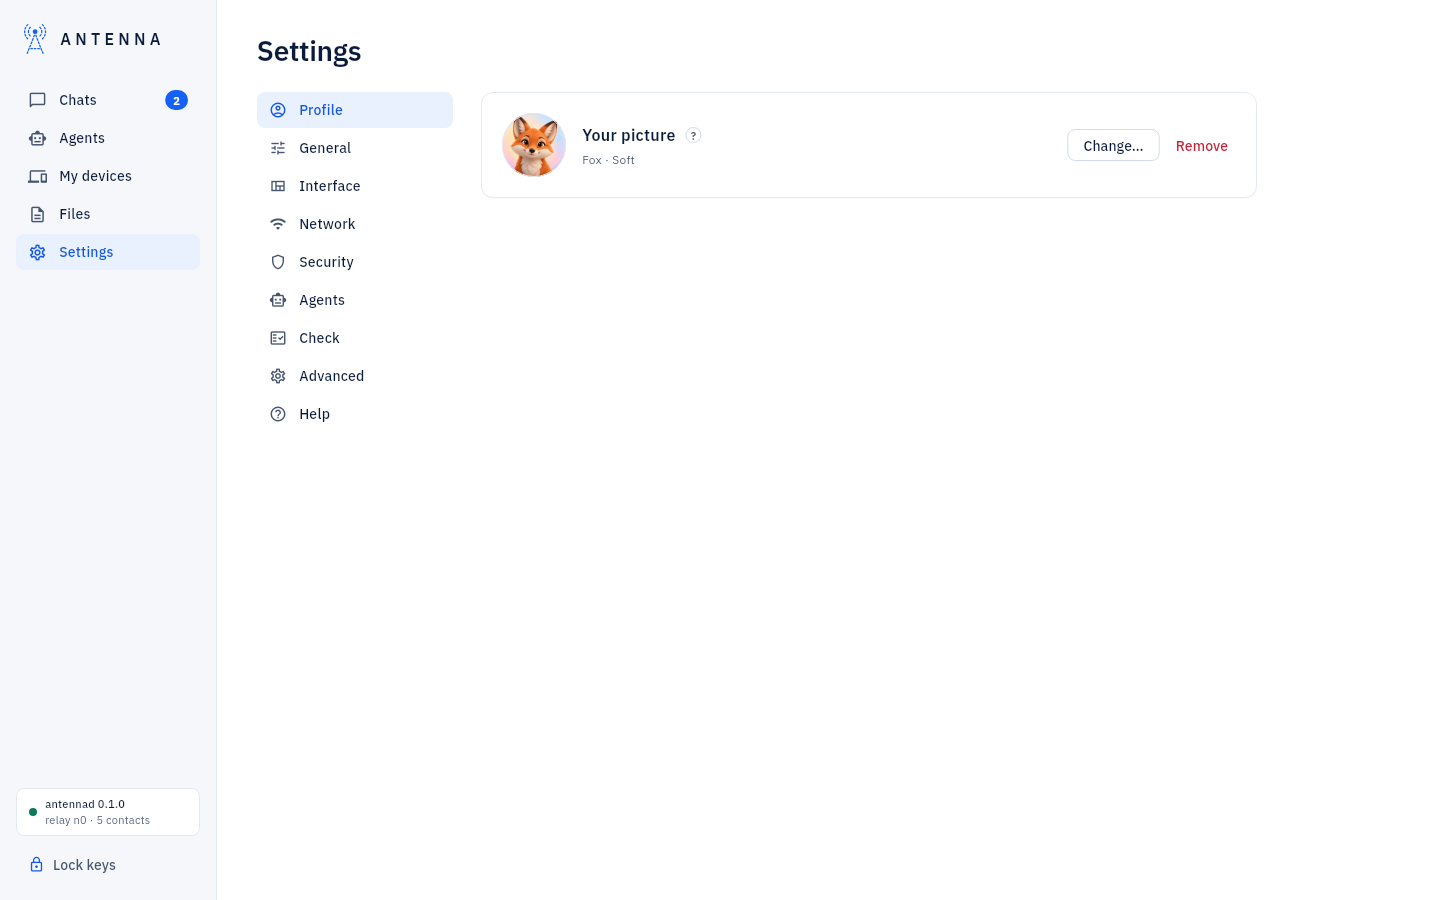 ANTENNA
Chats 2
Agents
My devices
Files
Settings
antennad 0.1.0
relay n0 · 5 contacts
Lock keys
Settings
Profile
General
Interface
Network
Security
Agents
Check
Advanced
Help
Your picture ?
Fox · Soft
Change...
Remove